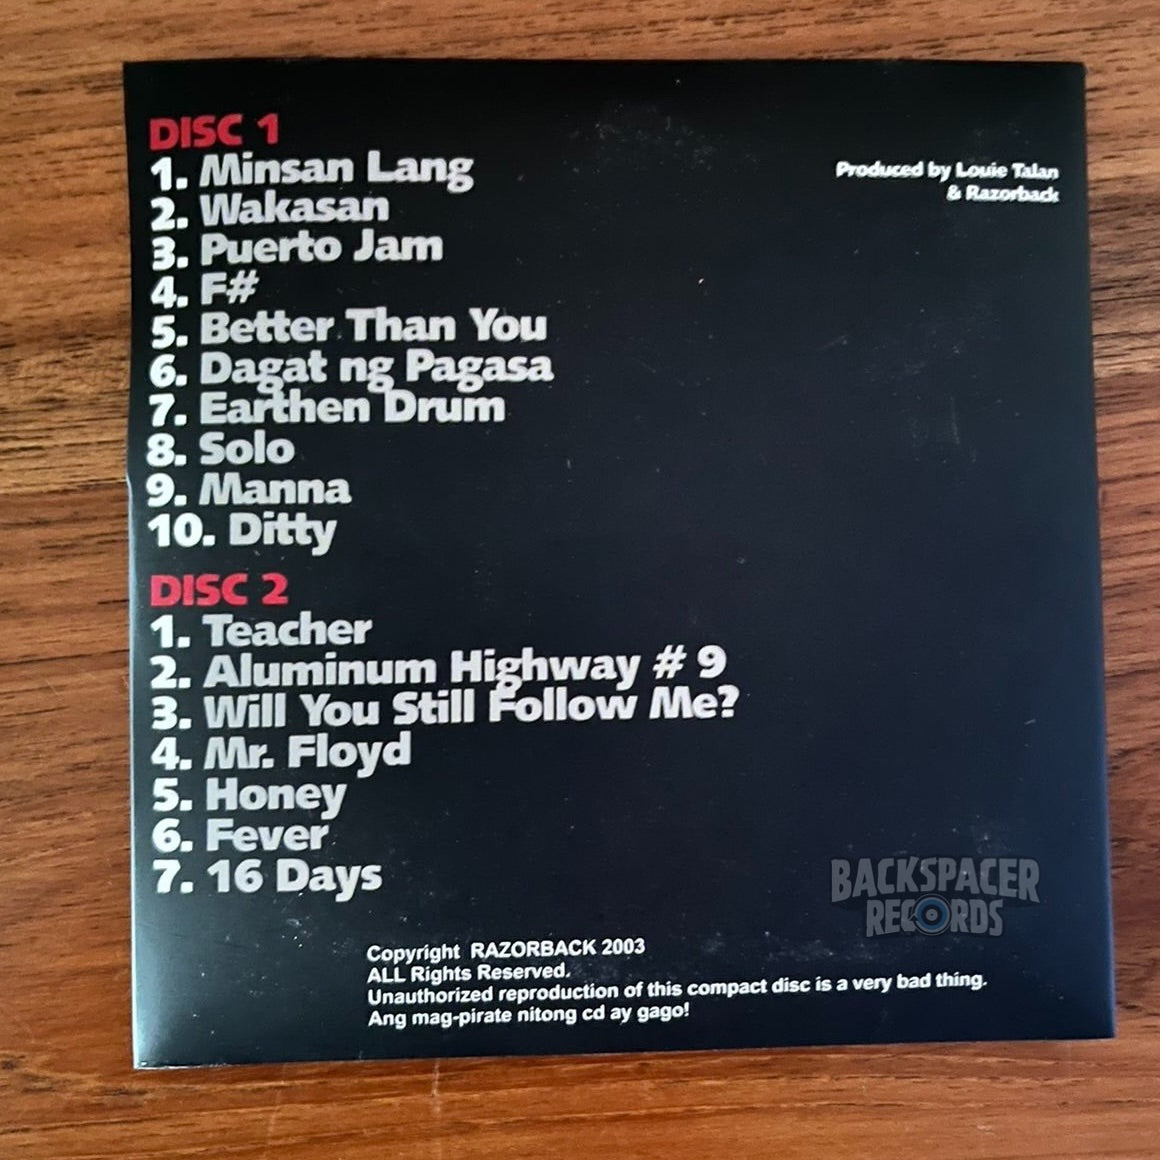 DISC 1
1. Minsan Lang
2. Wakasan
3. Puerto Jam
4. F#
5. Better Than You
6. Dagat ng Pagasa
7. Earthen Drum
8. Solo
9. Manna
10. Ditty
Produced by Louie Talan
& Razorback
DISC 2
1. Teacher
2. Aluminum Highway # 9
3. Will You Still Follow Me?
4. Mr. Floyd
5. Honey
6. Fever
7. 16 Days
BACKSPACER
RECORDS
Copyright RAZORBACK 2003
ALL Rights Reserved.
Unauthorized reproduction of this compact disc is a very bad thing.
Ang mag-pirate nitong cd ay gago!